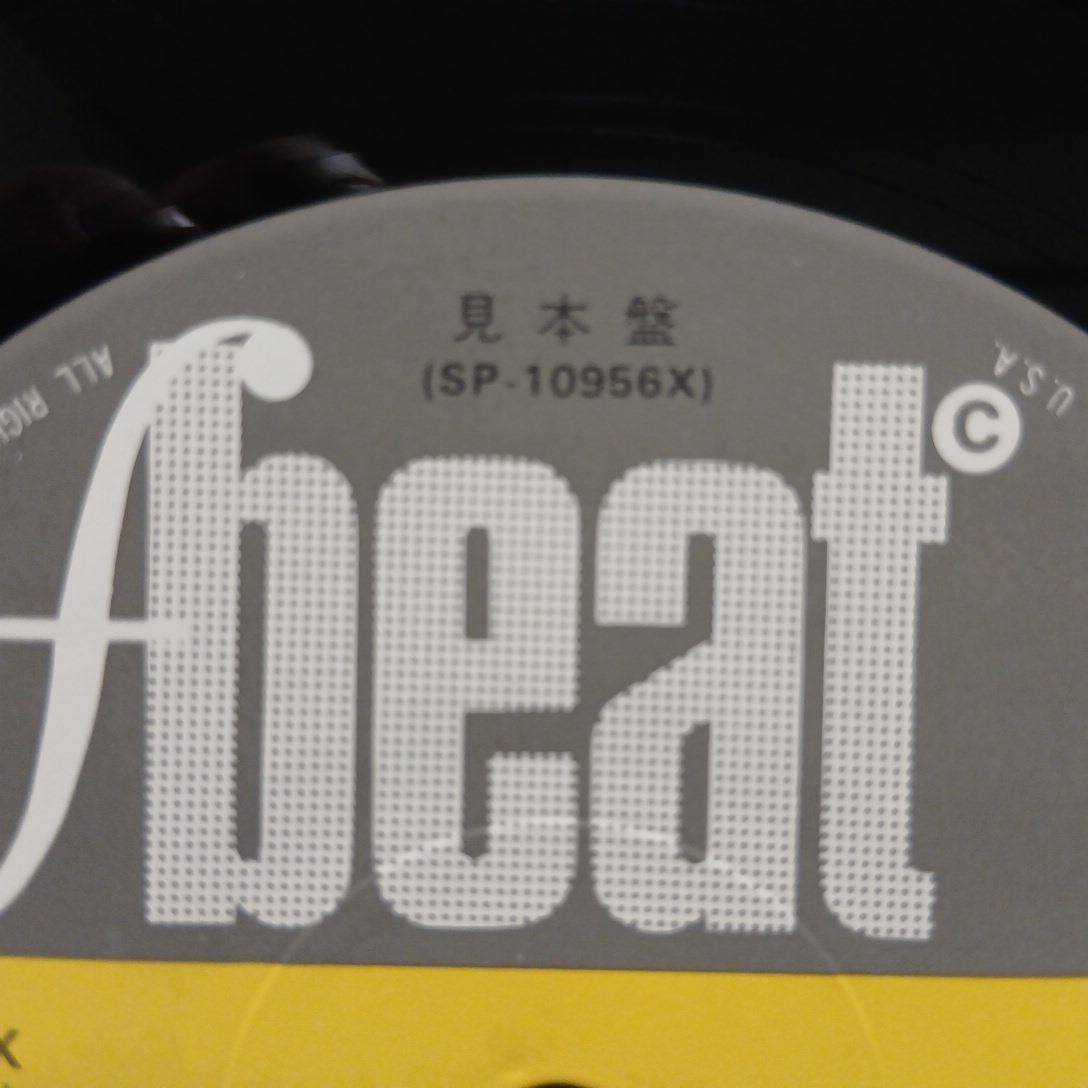 見本盤
(SP-10956X)
ALL RIG
U.S.A.
f beat ©
X